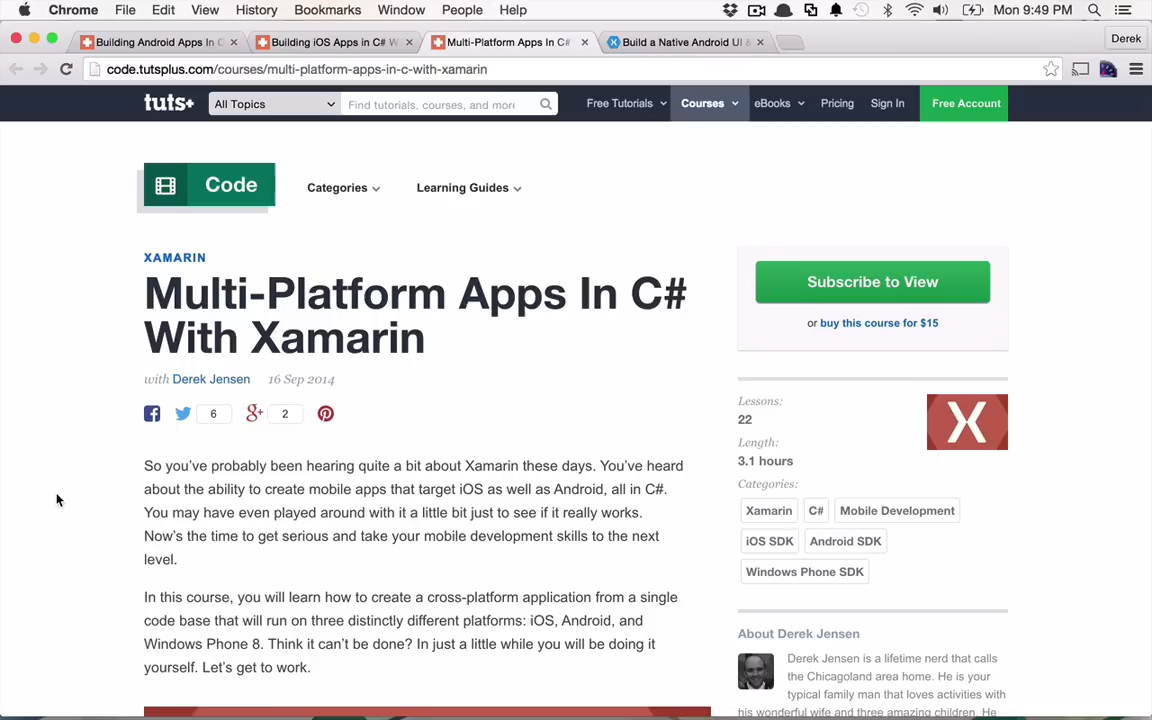 Chrome File Edit View History Bookmarks Window People Help Mon 9:49 PM
Building Android Apps In C Building iOS Apps in C# W Multi-Platform Apps In C# Build a Native Android UI & Derek
code.tutsplus.com/courses/multi-platform-apps-in-c-with-xamarin
tuts+ All Topics Find tutorials, courses, and more Free Tutorials Courses eBooks Pricing Sign In Free Account
Code Categories Learning Guides
XAMARIN
Multi-Platform Apps In C#
With Xamarin
with Derek Jensen 16 Sep 2014
6 g+ 2
So you've probably been hearing quite a bit about Xamarin these days. You've heard
about the ability to create mobile apps that target iOS as well as Android, all in C#.
You may have even played around with it a little bit just to see if it really works.
Now's the time to get serious and take your mobile development skills to the next
level.
In this course, you will learn how to create a cross-platform application from a single
code base that will run on three distinctly different platforms: iOS, Android, and
Windows Phone 8. Think it can't be done? In just a little while you will be doing it
yourself. Let's get to work.
Subscribe to View
or buy this course for $15
Lessons:
22
Length:
3.1 hours
X
Categories:
Xamarin C# Mobile Development
iOS SDK Android SDK
Windows Phone SDK
About Derek Jensen
Derek Jensen is a lifetime nerd that calls
the Chicagoland area home. He is your
typical family man that loves activities with
his wonderful wife and three amazing children. He